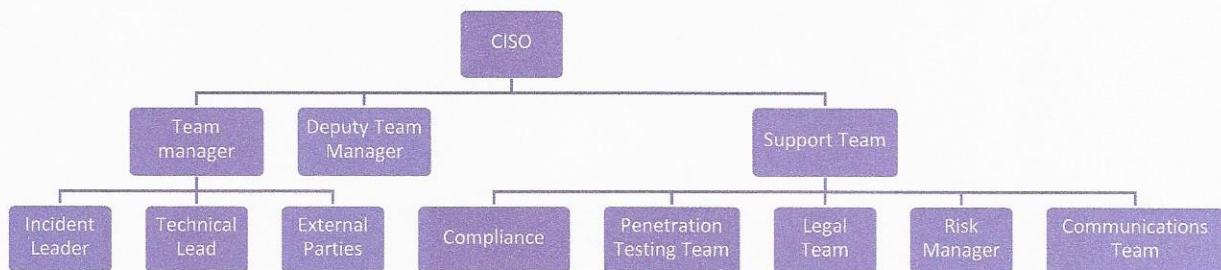 CISO
Team
manager
Deputy Team
Manager
Support Team
Incident
Leader
Technical
Lead
External
Parties
Compliance
Penetration
Testing Team
Legal
Team
Risk
Manager
Communications
Team